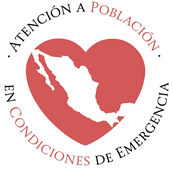 · Atención a Población ·
en Condiciones de Emergencia